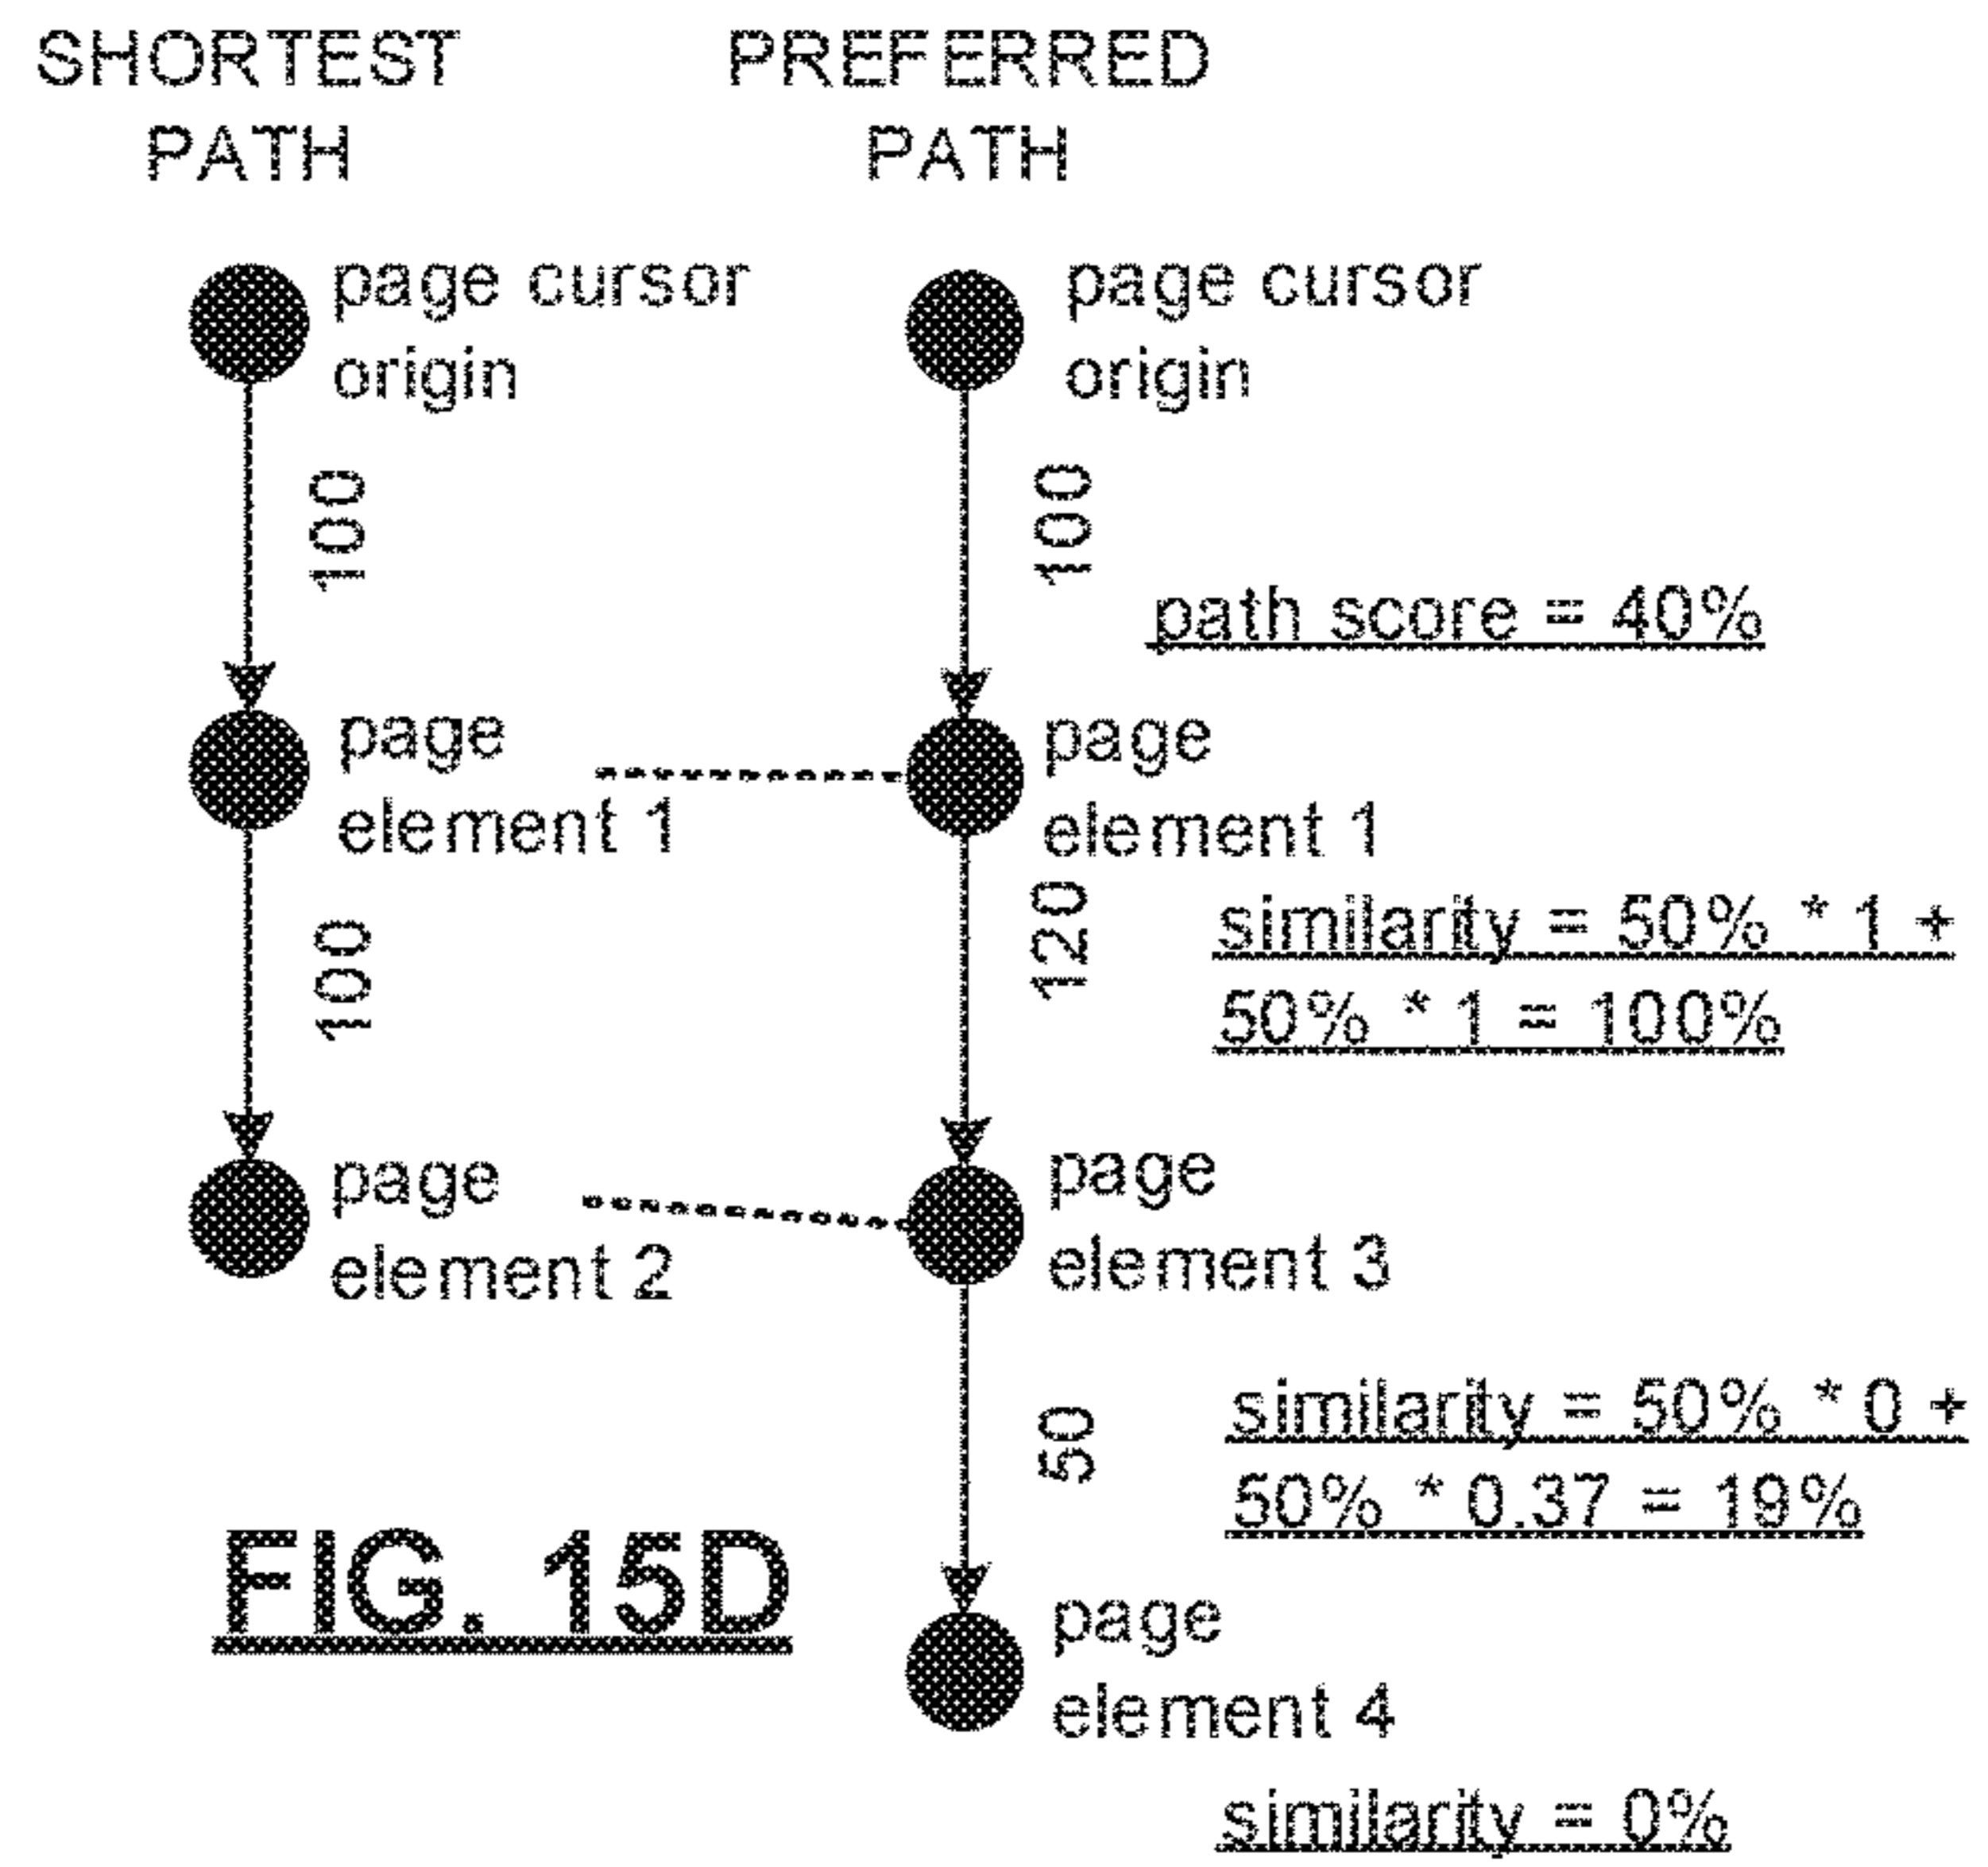 SHORTEST
PATH
PREFERRED
PATH
page cursor
origin
page cursor
origin
100
100
path score = 40%
page
element 1
page
element 1
100
120
similarity = 50% * 1 +
50% * 1 = 100%
page
element 2
page
element 3
50
similarity = 50% * 0 +
50% * 0.37 = 19%
FIG. 15D
page
element 4
similarity = 0%